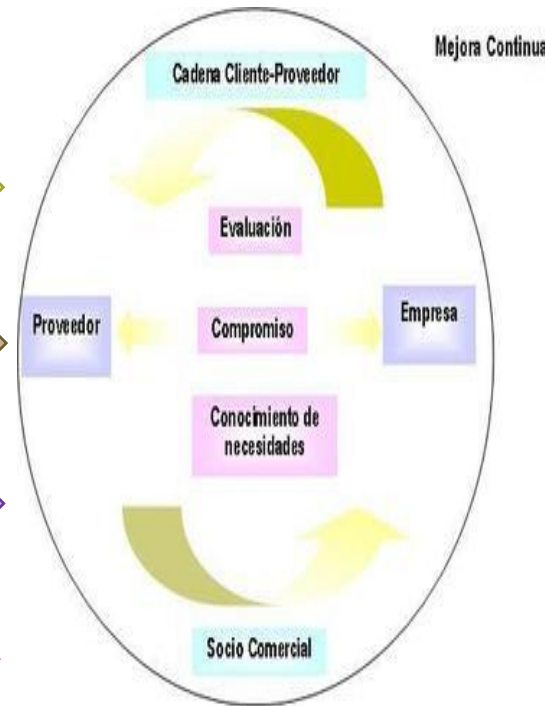 Mejora Continua
Cadena Cliente-Proveedor
Evaluación
Proveedor
Compromiso
Empresa
Conocimiento de
necesidades
Socio Comercial